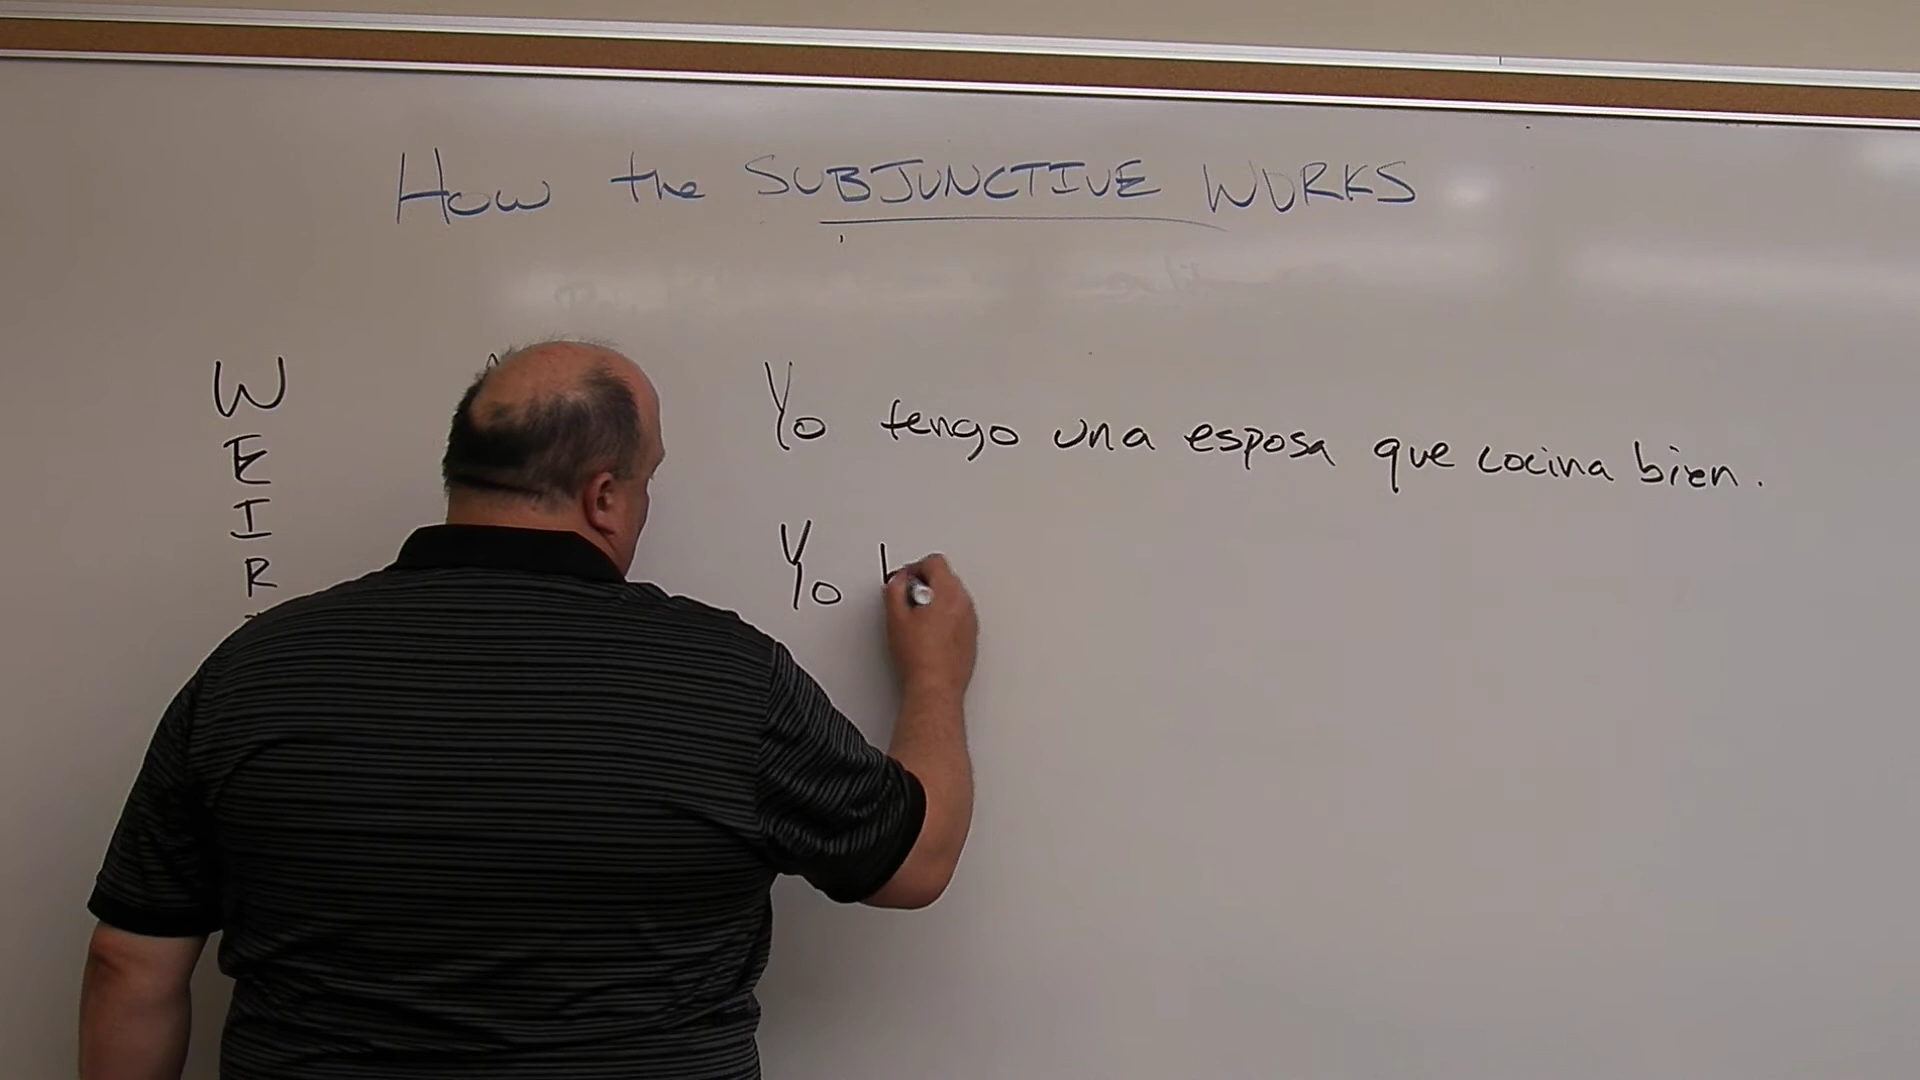 How the SUBJUNCTIVE WORKS
W
E
I
R
Yo tengo una esposa que cocina bien.
Yo